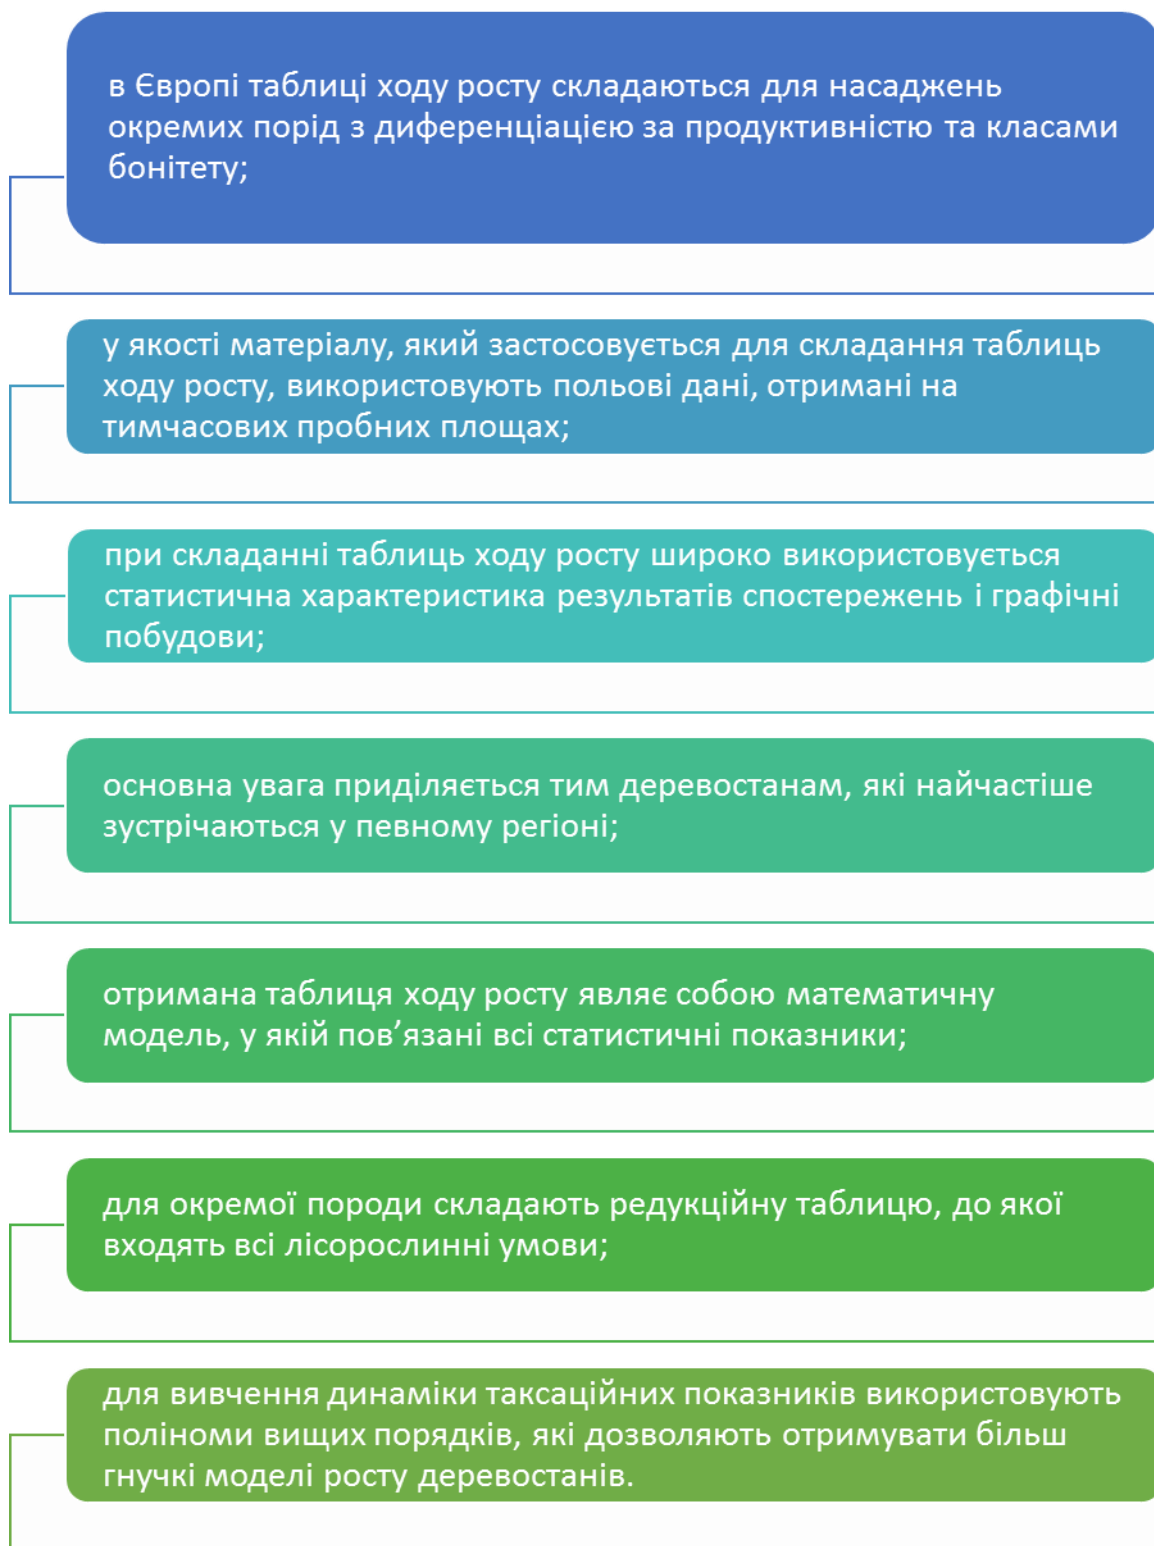 в Європі таблиці ходу росту складаються для насаджень
окремих порід з диференціацією за продуктивністю та класами
бонітету;
у якості матеріалу, який застосовується для складання таблиць
ходу росту, використовують польові дані, отримані на
тимчасових пробних площах;
при складанні таблиць ходу росту широко використовується
статистична характеристика результатів спостережень і графічні
побудови;
основна увага приділяється тим деревостанам, які найчастіше
зустрічаються у певному регіоні;
отримана таблиця ходу росту являє собою математичну
модель, у якій пов’язані всі статистичні показники;
для окремої породи складають редукційну таблицю, до якої
входять всі лісорослинні умови;
для вивчення динаміки таксаційних показників використовують
поліноми вищих порядків, які дозволяють отримувати більш
гнучкі моделі росту деревостанів.